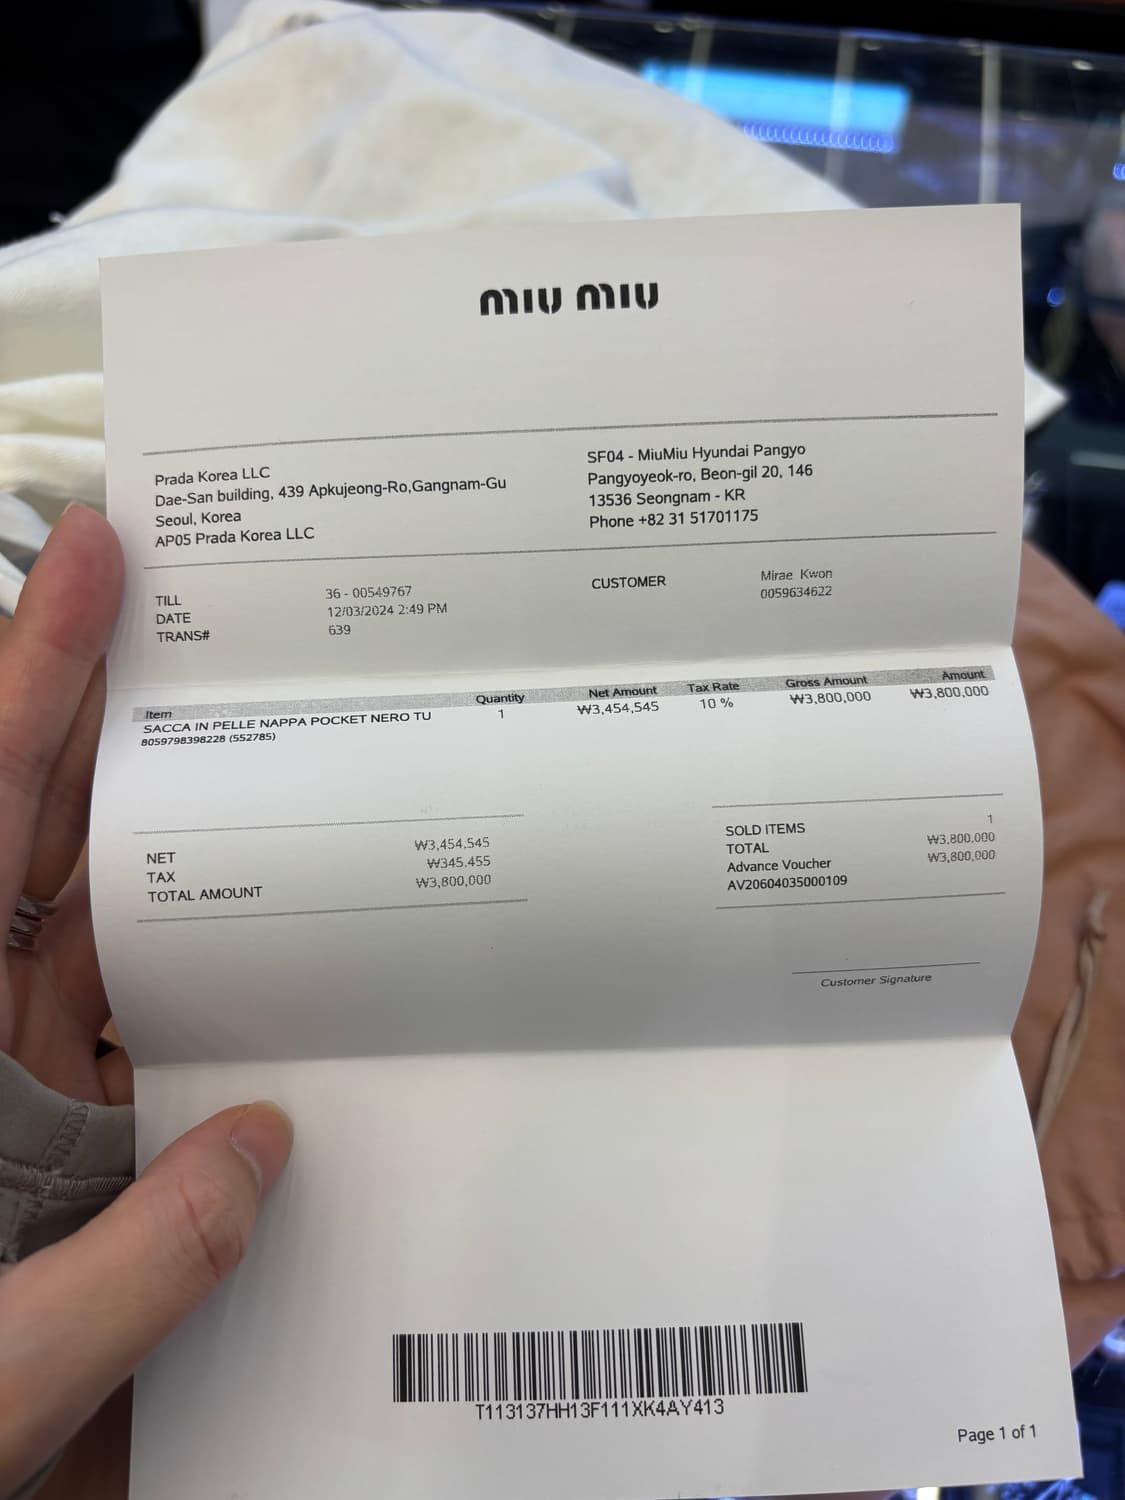 MIU MIU
Prada Korea LLC
Dae-San building, 439 Apkujeong-Ro,Gangnam-Gu
Seoul, Korea
AP05 Prada Korea LLC
SF04 - MiuMiu Hyundai Pangyo
Pangyoyeok-ro, Beon-gil 20, 146
13536 Seongnam - KR
Phone +82 31 51701175
TILL 36 - 00549767
DATE 12/03/2024 2:49 PM
TRANS# 639
CUSTOMER Mirae Kwon
0059634622
Item Quantity Net Amount Tax Rate Gross Amount Amount
SACCA IN PELLE NAPPA POCKET NERO TU 1 ₩3,454,545 10 % ₩3,800,000 ₩3,800,000
8059798398228 (552785)
NET ₩3,454,545
TAX ₩345,455
TOTAL AMOUNT ₩3,800,000
SOLD ITEMS 1
TOTAL ₩3,800,000
Advance Voucher ₩3,800,000
AV20604035000109
Customer Signature
T113137HH13F111XK4AY413
Page 1 of 1